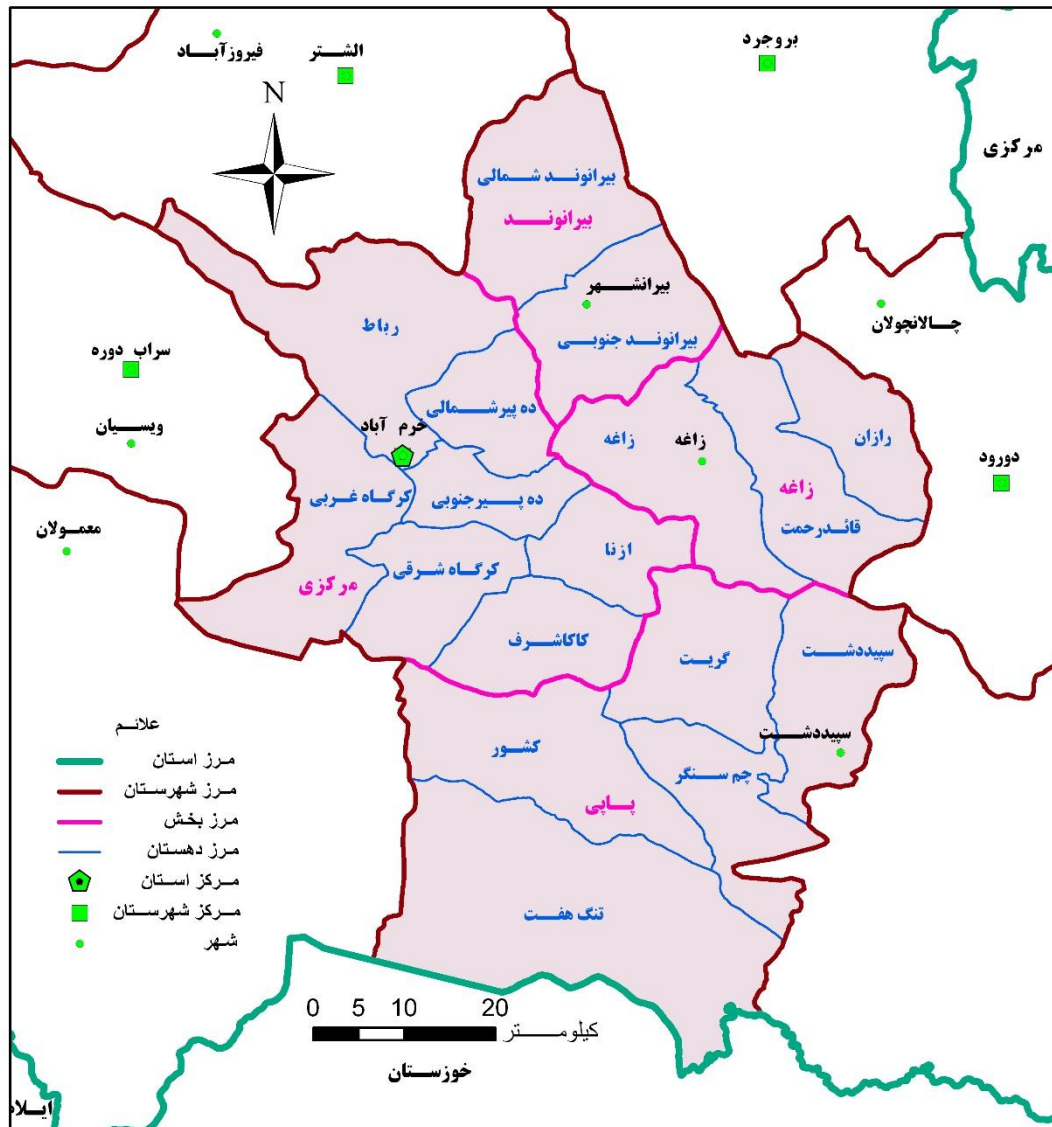 فیروزآباد
الشتر
بروجرد
N
مرکزی
بیرانوند شمالی
بیرانوند
بیرانشهر
چالانچولان
رباط
بیرانوند جنوبی
سراب دوره
ده پیرشمالی
ویسیان
خرم آباد
زاغه
زاغه
رازان
دورود
زاغه
کرگاه غربی
ده پیرجنوبی
قائدرحمت
معمولان
ازنا
کرگاه شرقی
مرکزی
کاکاشرف
گریت
سپیددشت
سپیددشت
کشور
چم سنگر
پاپی
تنگ هفت
علائم
مرز استان
مرز شهرستان
مرز بخش
مرز دهستان
مرکز استان
مرکز شهرستان
شهر
0 5 10 20
کیلومتر
خوزستان
ایلام